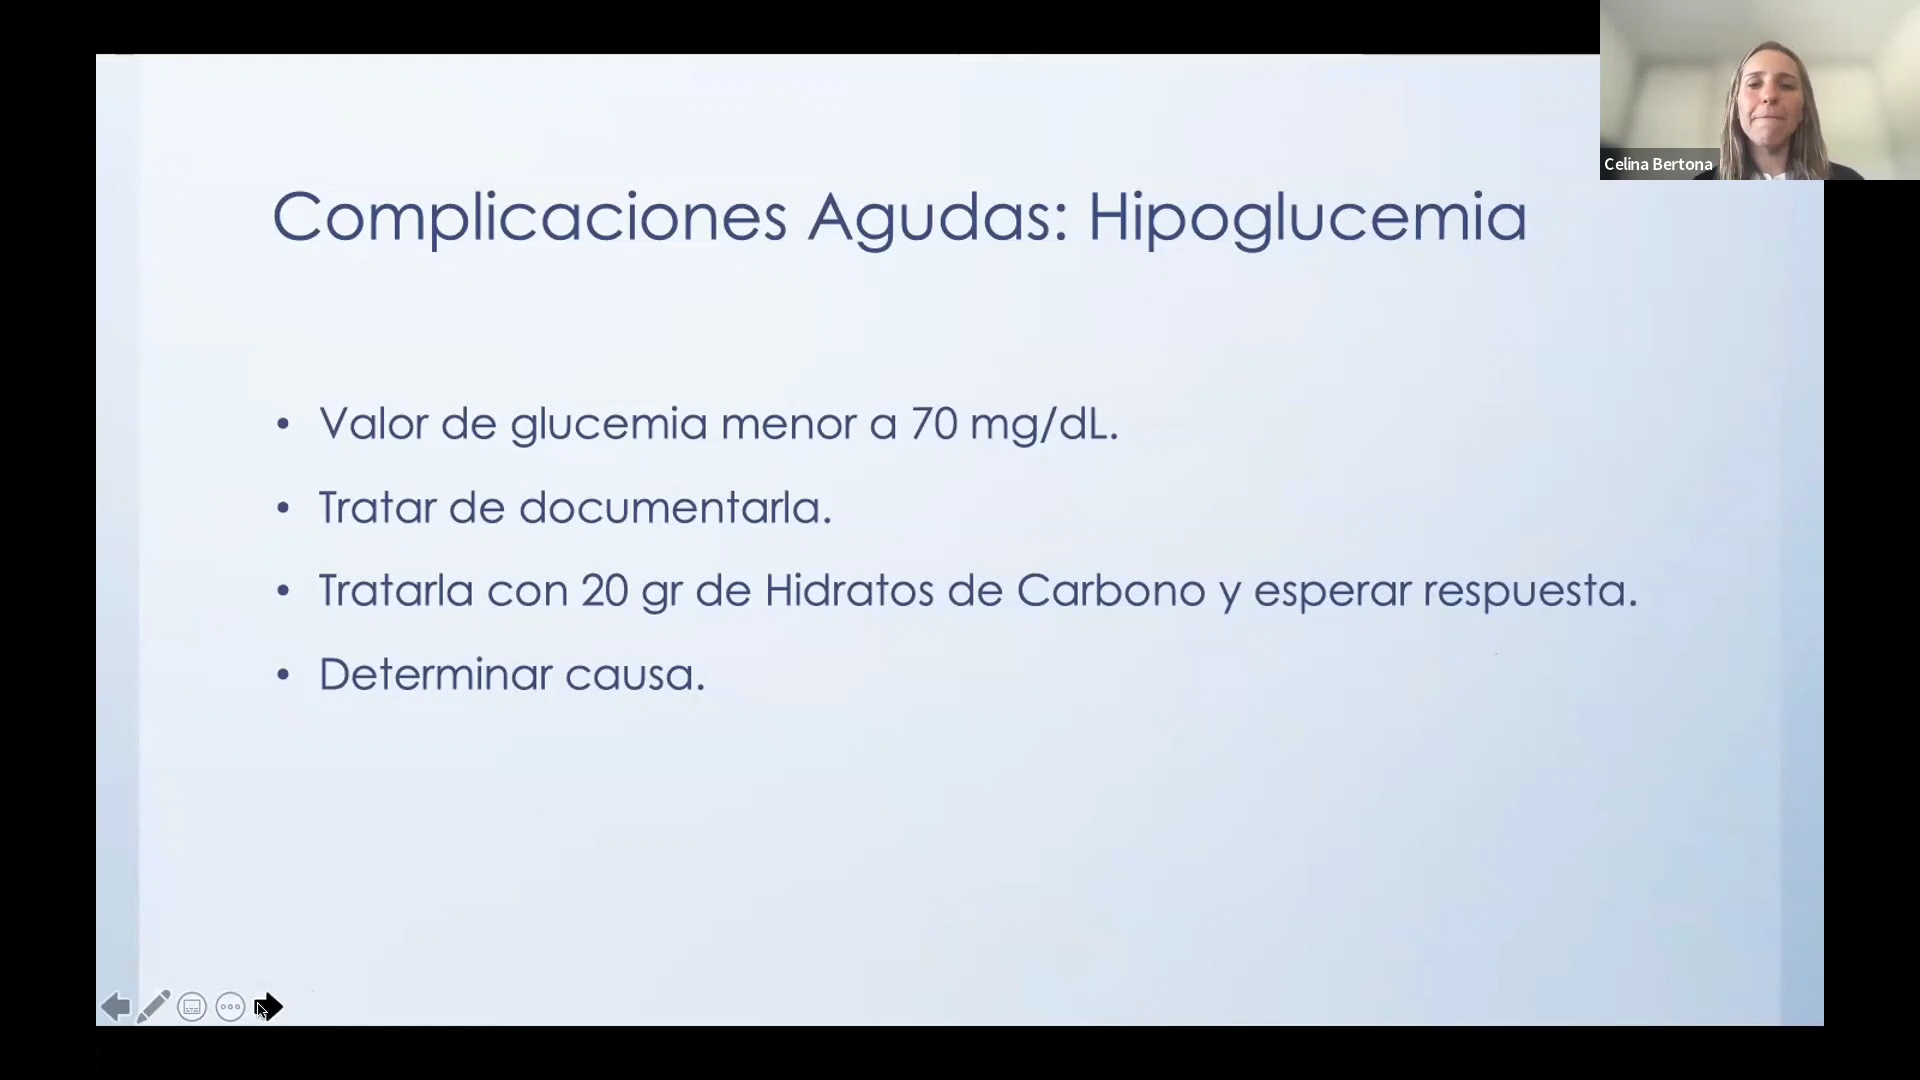 Celina Bertona
Complicaciones Agudas: Hipoglucemia
• Valor de glucemia menor a 70 mg/dL.
• Tratar de documentarla.
• Tratarla con 20 gr de Hidratos de Carbono y esperar respuesta.
• Determinar causa.